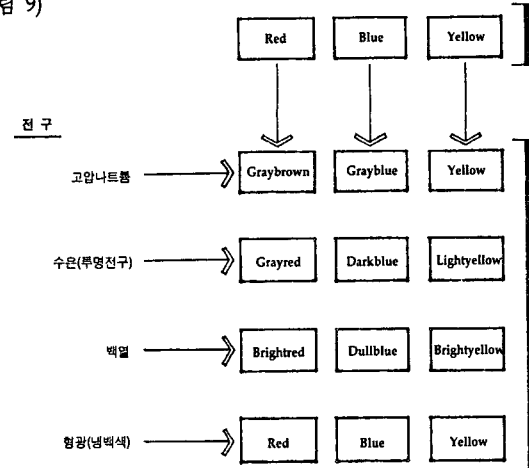 림 9)
Red Blue Yellow
전 구
고압나트륨 Graybrown Grayblue Yellow
수은(투명전구) Grayred Darkblue Lightyellow
백열 Brightred Dullblue Brightyellow
형광(냉백색) Red Blue Yellow